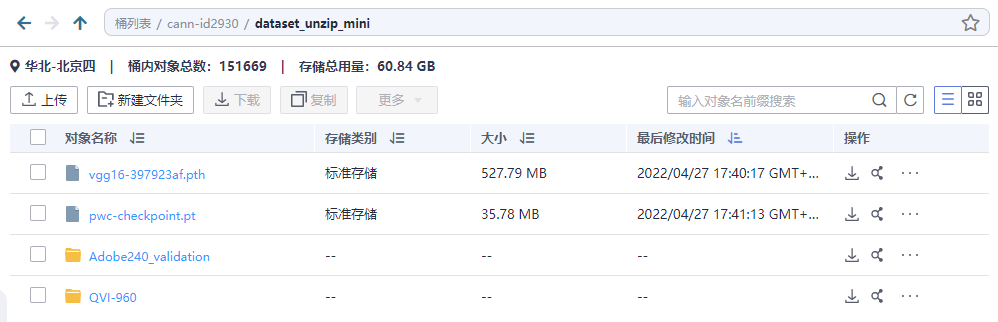 桶列表 / cann-id2930 / dataset_unzip_mini
华北-北京四 | 桶内对象总数：151669 | 存储总用量：60.84 GB
上传 新建文件夹 下载 复制 更多 输入对象名前缀搜索
对象名称 存储类别 大小 最后修改时间 操作
vgg16-397923af.pth 标准存储 527.79 MB 2022/04/27 17:40:17 GMT+...
pwc-checkpoint.pt 标准存储 35.78 MB 2022/04/27 17:41:13 GMT+...
Adobe240_validation -- -- --
QVI-960 -- -- --